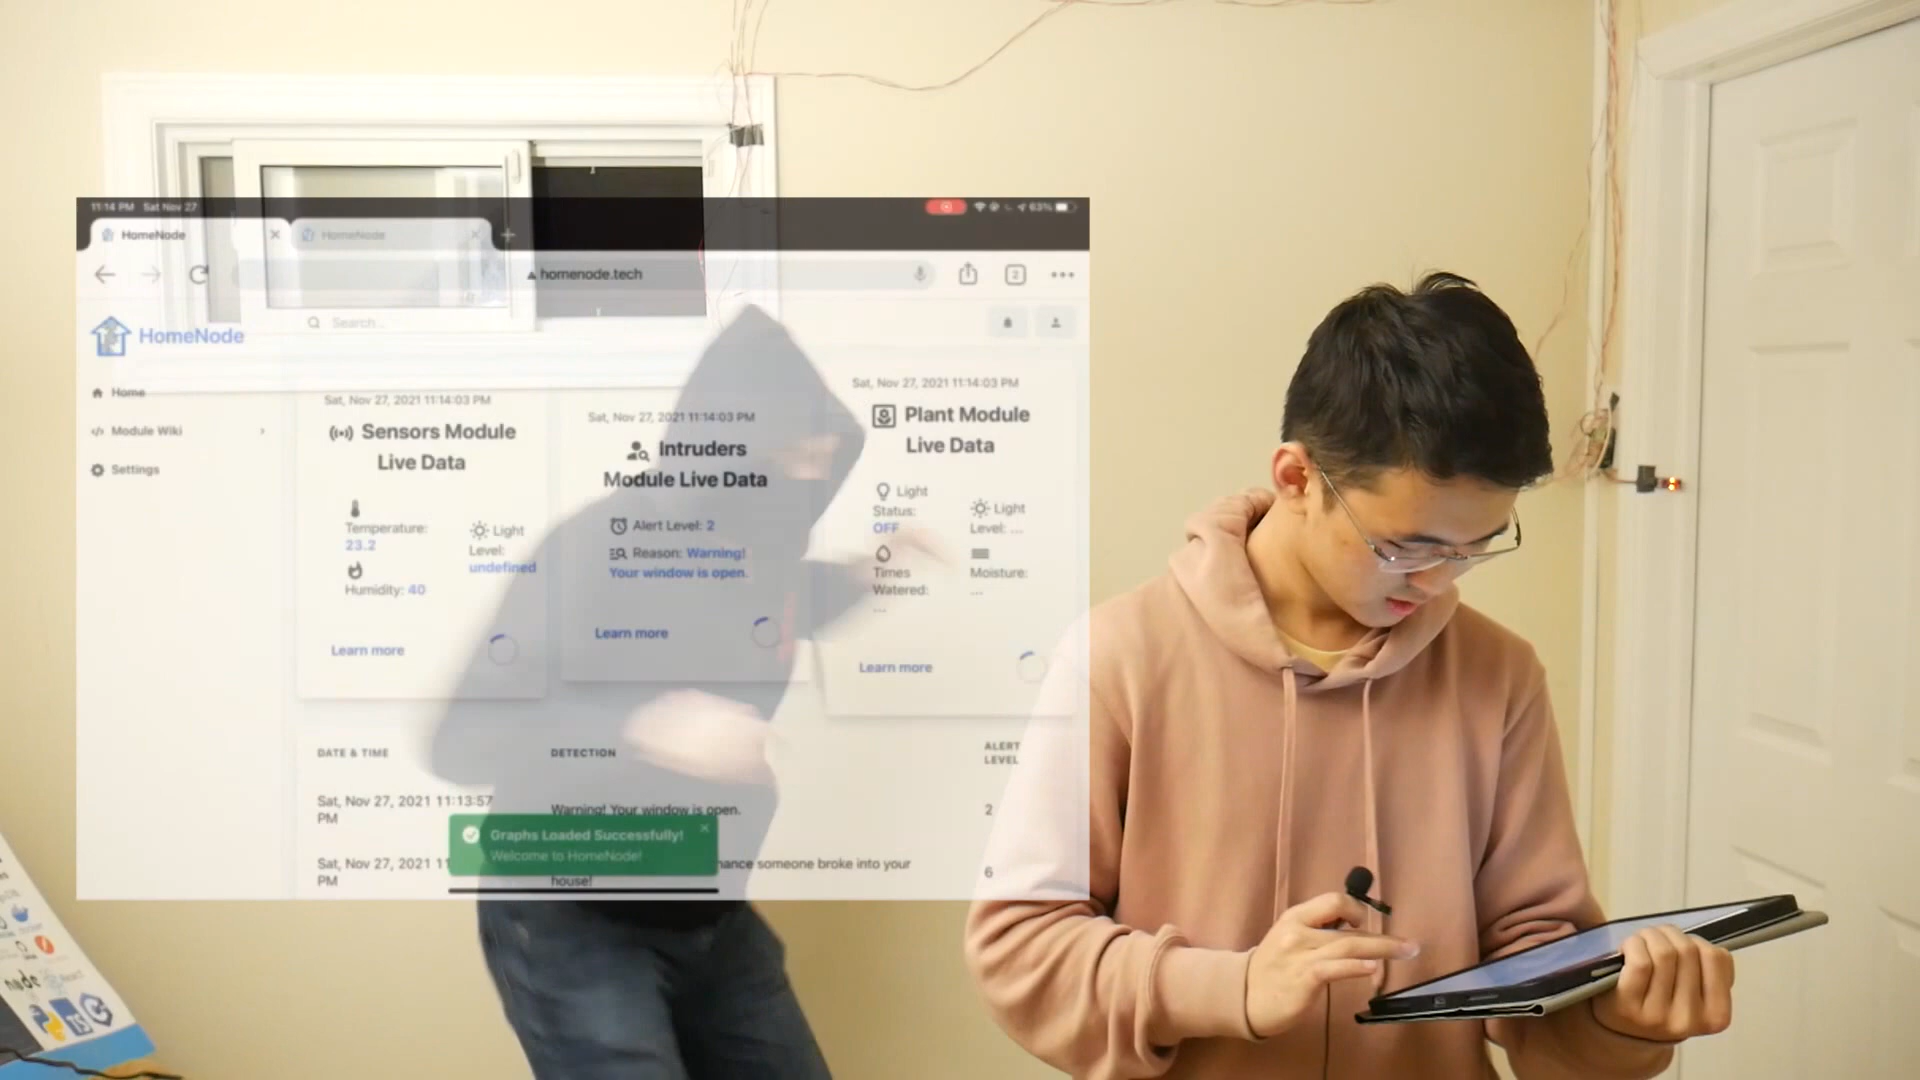 11:14 PM Sat Nov 27
63%
HomeNode
HomeNode
homenode.tech
2
HomeNode
Search...
Home
Module Wiki
Settings
Sat, Nov 27, 2021 11:14:03 PM
Sensors Module
Live Data
Temperature:
23.2
Humidity: 40
Light
Level:
undefined
Learn more
Sat, Nov 27, 2021 11:14:03 PM
Intruders
Module Live Data
Alert Level: 2
Reason: Warning!
Your window is open.
Learn more
Sat, Nov 27, 2021 11:14:03 PM
Plant Module
Live Data
Light
Status:
OFF
Light
Level: ...
Times
Watered:
...
Moisture:
...
Learn more
DATE & TIME
DETECTION
ALERT
LEVEL
Sat, Nov 27, 2021 11:13:57
PM
Warning! Your window is open.
2
Sat, Nov 27, 2021 11
PM
someone broke into your
house!
6
Graphs Loaded Successfully!
Welcome to HomeNode!
node
React
TS